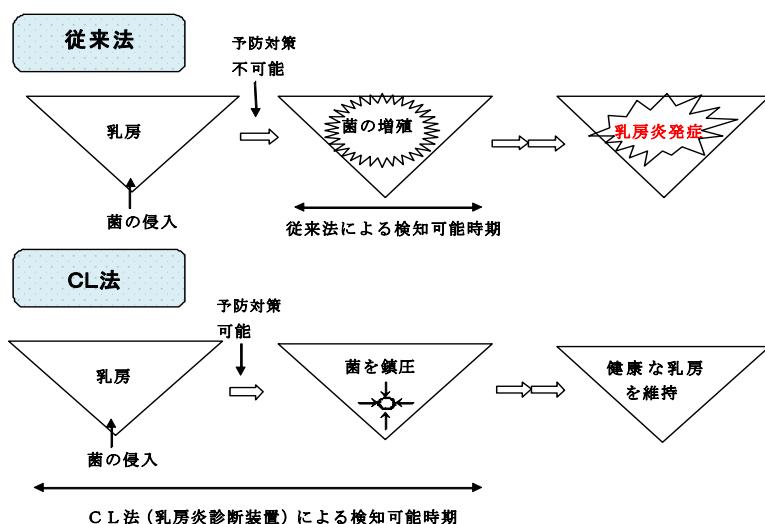 従来法
予防対策
不可能
乳房
菌の増殖
乳房炎発症
菌の侵入
従来法による検知可能時期
CL法
予防対策
可能
乳房
菌を鎮圧
健康な乳房
を維持
菌の侵入
CL法(乳房炎診断装置)による検知可能時期